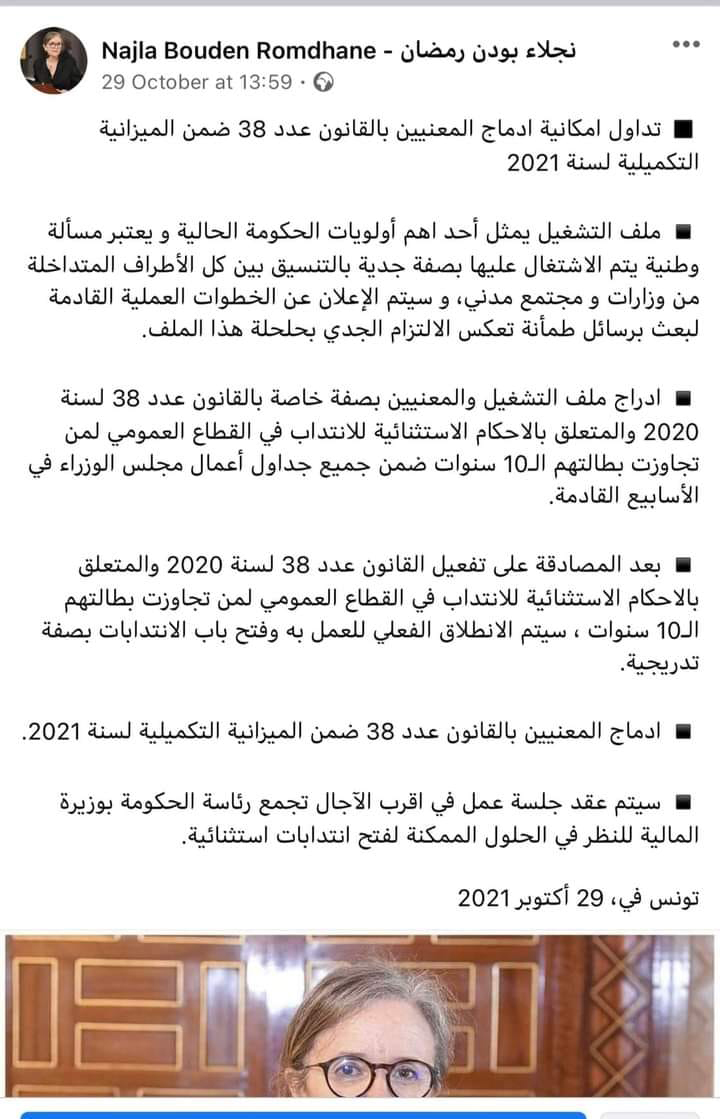 Najla Bouden Romdhane - نجلاء بودن رمضان
29 October at 13:59 ·
◾ تداول امكانية ادماج المعنيين بالقانون عدد 38 ضمن الميزانية
التكميلية لسنة 2021
◾ ملف التشغيل يمثل أحد اهم أولويات الحكومة الحالية و يعتبر مسألة
وطنية يتم الاشتغال عليها بصفة جدية بالتنسيق بين كل الأطراف المتداخلة
من وزارات و مجتمع مدني، و سيتم الإعلان عن الخطوات العملية القادمة
لبعث برسائل طمأنة تعكس الالتزام الجدي بحلحلة هذا الملف.
◾ ادراج ملف التشغيل والمعنيين بصفة خاصة بالقانون عدد 38 لسنة
2020 والمتعلق بالاحكام الاستثنائية للانتداب في القطاع العمومي لمن
تجاوزت بطالتهم الـ10 سنوات ضمن جميع جداول أعمال مجلس الوزراء في
الأسابيع القادمة.
◾ بعد المصادقة على تفعيل القانون عدد 38 لسنة 2020 والمتعلق
بالاحكام الاستثنائية للانتداب في القطاع العمومي لمن تجاوزت بطالتهم
الـ10 سنوات ، سيتم الانطلاق الفعلي للعمل به وفتح باب الانتدابات بصفة
تدريجية.
◾ ادماج المعنيين بالقانون عدد 38 ضمن الميزانية التكميلية لسنة 2021.
◾ سيتم عقد جلسة عمل في اقرب الآجال تجمع رئاسة الحكومة بوزيرة
المالية للنظر في الحلول الممكنة لفتح انتدابات استثنائية.
تونس في، 29 أكتوبر 2021